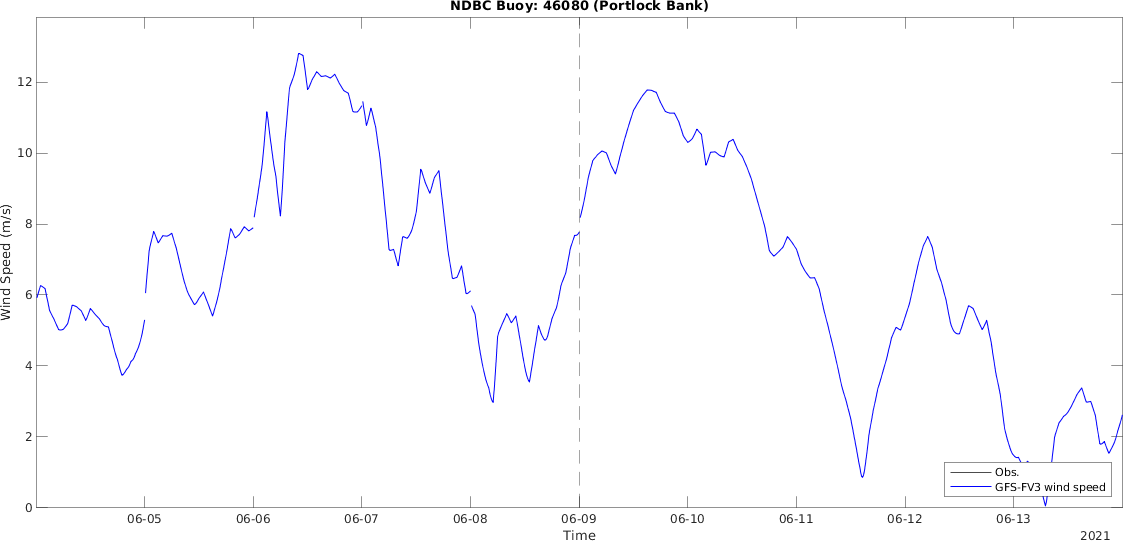 NDBC Buoy: 46080 (Portlock Bank)
Wind Speed (m/s)
12
10
8
6
4
2
0
06-05 06-06 06-07 06-08 06-09 06-10 06-11 06-12 06-13
Time
2021
Obs.
GFS-FV3 wind speed